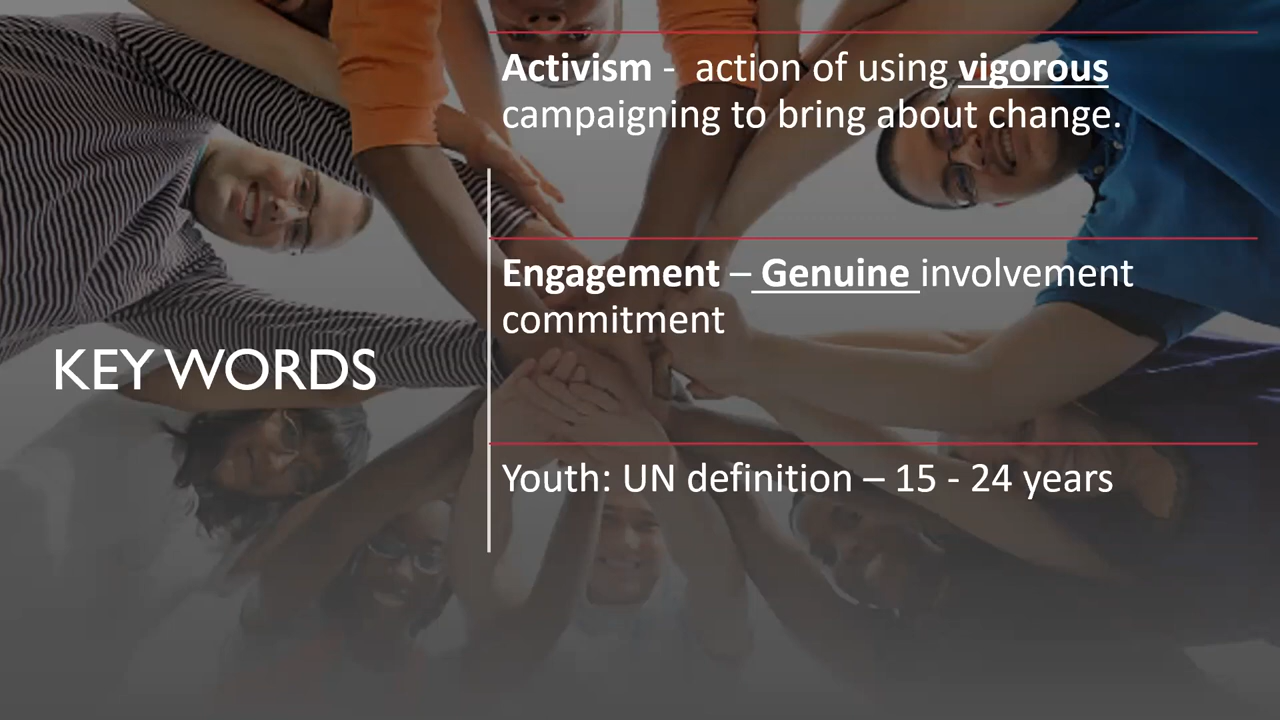 KEY WORDS
Activism -  action of using vigorous
campaigning to bring about change.
Engagement – Genuine involvement
commitment
Youth: UN definition – 15 - 24 years